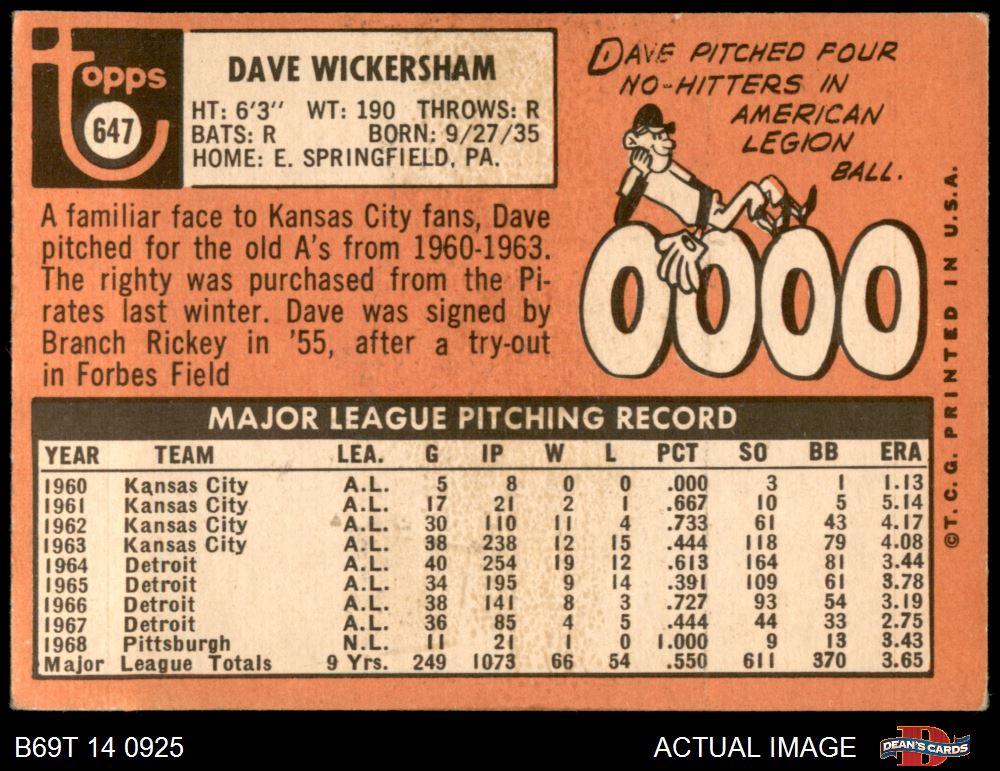 Topps
647
DAVE WICKERSHAM
HT: 6'3" WT: 190 THROWS: R
BATS: R BORN: 9/27/35
HOME: E. SPRINGFIELD, PA.
A familiar face to Kansas City fans, Dave
pitched for the old A's from 1960-1963.
The righty was purchased from the Pi-
rates last winter. Dave was signed by
Branch Rickey in '55, after a try-out
in Forbes Field
DAVE PITCHED FOUR
NO-HITTERS IN
AMERICAN
LEGION
BALL.
0000
©T. C. G. PRINTED IN U.S.A.
MAJOR LEAGUE PITCHING RECORD
YEAR TEAM LEA. G IP W L PCT SO BB ERA
1960 Kansas City A.L. 5 8 0 0 .000 3 1 1.13
1961 Kansas City A.L. 17 21 2 1 .667 10 5 5.14
1962 Kansas City A.L. 30 110 11 4 .733 61 43 4.17
1963 Kansas City A.L. 38 238 12 15 .444 118 79 4.08
1964 Detroit A.L. 40 254 19 12 .613 164 81 3.44
1965 Detroit A.L. 34 195 9 14 .391 109 61 3.78
1966 Detroit A.L. 38 141 8 3 .727 93 54 3.19
1967 Detroit A.L. 36 85 4 5 .444 44 33 2.75
1968 Pittsburgh N.L. 11 21 1 0 1.000 9 13 3.43
Major League Totals 9 Yrs. 249 1073 66 54 .550 611 370 3.65
B69T 14 0925
ACTUAL IMAGE
DEAN'S CARDS